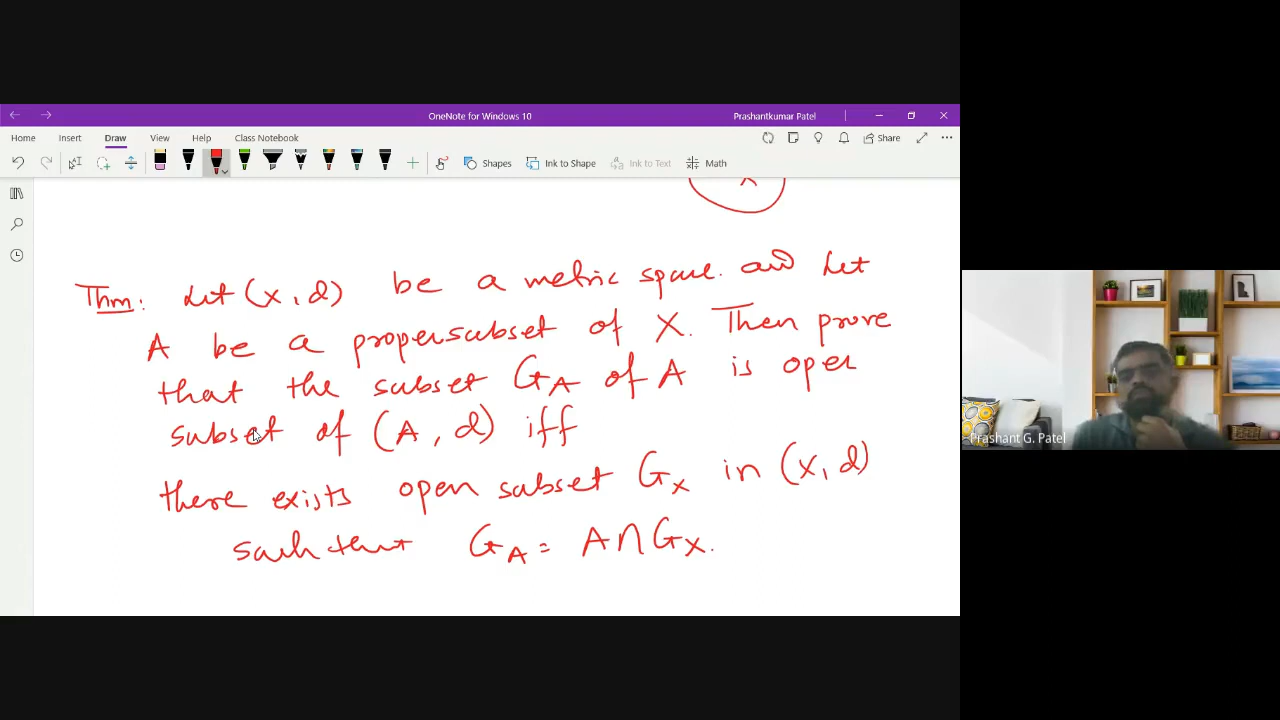 OneNote for Windows 10
Prashantkumar Patel
Home Insert Draw View Help Class Notebook
Share
Shapes Ink to Shape Ink to Text Math
X
Thm: Let (X, d) be a metric space. and Let
A be a proper subset of X. Then prove
that the subset G_A of A is open
subset of (A, d) iff
there exists open subset G_X in (X, d)
such that G_A = A ∩ G_X.
Prashant G. Patel